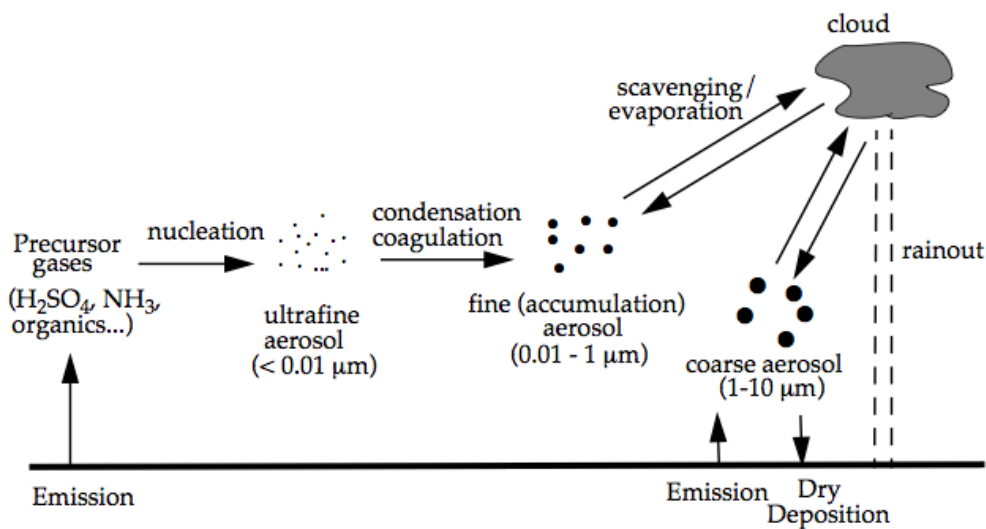 cloud
scavenging/
evaporation
nucleation
condensation
coagulation
Precursor
gases
(H₂SO₄, NH₃,
organics...)
ultrafine
aerosol
(< 0.01 µm)
fine (accumulation)
aerosol
(0.01 - 1 µm)
rainout
coarse aerosol
(1-10 µm)
Emission
Emission
Dry
Deposition